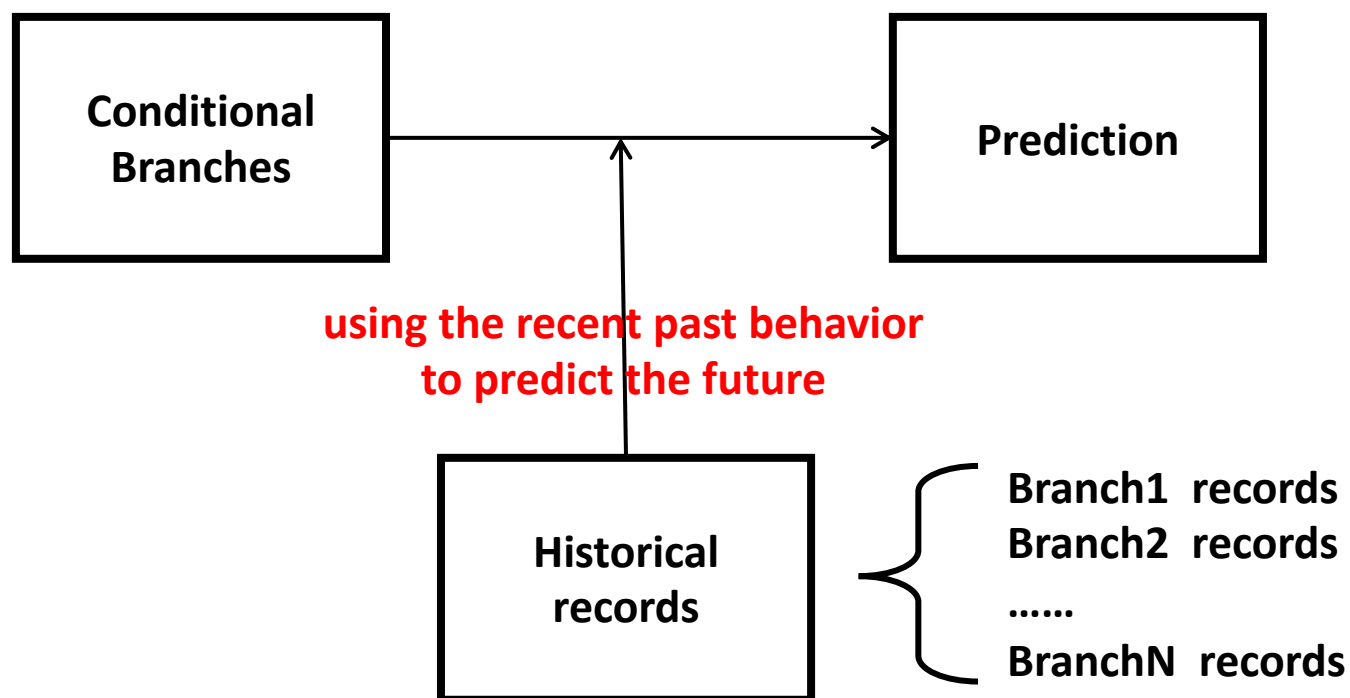 Conditional
Branches
Prediction
using the recent past behavior
to predict the future
Historical
records
Branch1 records
Branch2 records
......
BranchN records